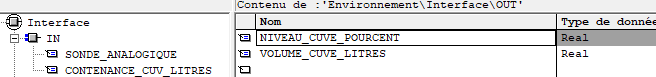 Interface
IN
SONDE_ANALOGIQUE
CONTENANCE_CUV_LITRES
Contenu de :'Environnement\Interface\OUT'
Nom Type de donnée
NIVEAU_CUVE_POURCENT Real
VOLUME_CUVE_LITRES Real